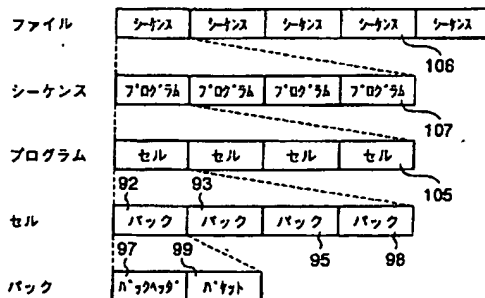 ファイル シーケンス シーケンス シーケンス シーケンス シーケンス
106
シーケンス プログラム プログラム プログラム プログラム
107
プログラム セル セル セル セル
105
92 93
セル パック パック パック パック
97 99 95 98
パック パックヘッダ パケット